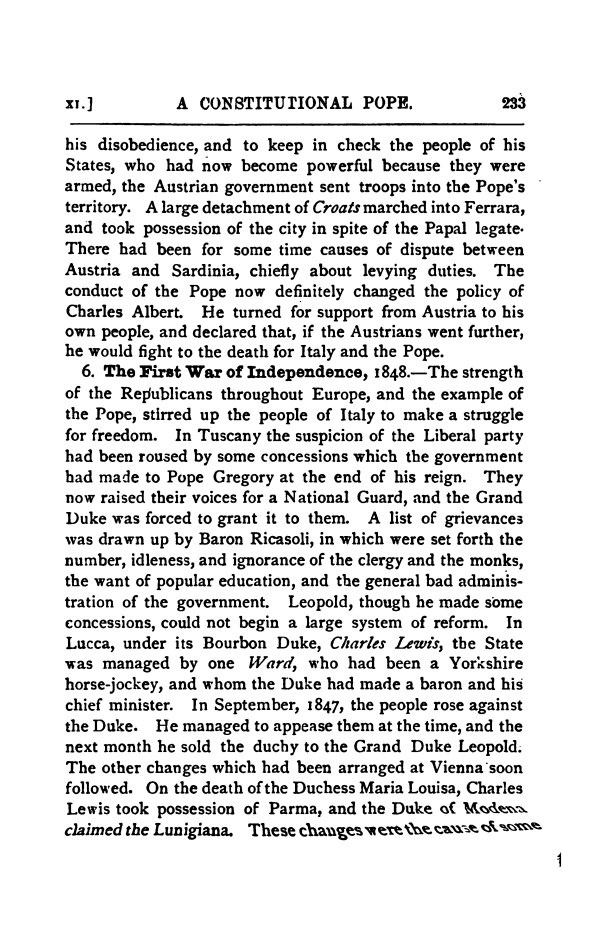 XI.] A CONSTITUTIONAL POPE. 233
his disobedience, and to keep in check the people of his
States, who had now become powerful because they were
armed, the Austrian government sent troops into the Pope's
territory. A large detachment of Croats marched into Ferrara,
and took possession of the city in spite of the Papal legate.
There had been for some time causes of dispute between
Austria and Sardinia, chiefly about levying duties. The
conduct of the Pope now definitely changed the policy of
Charles Albert. He turned for support from Austria to his
own people, and declared that, if the Austrians went further,
he would fight to the death for Italy and the Pope.
6. The First War of Independence, 1848.—The strength
of the Republicans throughout Europe, and the example of
the Pope, stirred up the people of Italy to make a struggle
for freedom. In Tuscany the suspicion of the Liberal party
had been roused by some concessions which the government
had made to Pope Gregory at the end of his reign. They
now raised their voices for a National Guard, and the Grand
Duke was forced to grant it to them. A list of grievances
was drawn up by Baron Ricasoli, in which were set forth the
number, idleness, and ignorance of the clergy and the monks,
the want of popular education, and the general bad adminis-
tration of the government. Leopold, though he made some
concessions, could not begin a large system of reform. In
Lucca, under its Bourbon Duke, Charles Lewis, the State
was managed by one Ward, who had been a Yorkshire
horse-jockey, and whom the Duke had made a baron and his
chief minister. In September, 1847, the people rose against
the Duke. He managed to appease them at the time, and the
next month he sold the duchy to the Grand Duke Leopold.
The other changes which had been arranged at Vienna soon
followed. On the death of the Duchess Maria Louisa, Charles
Lewis took possession of Parma, and the Duke of Modena
claimed the Lunigiana. These changes were the cause of some